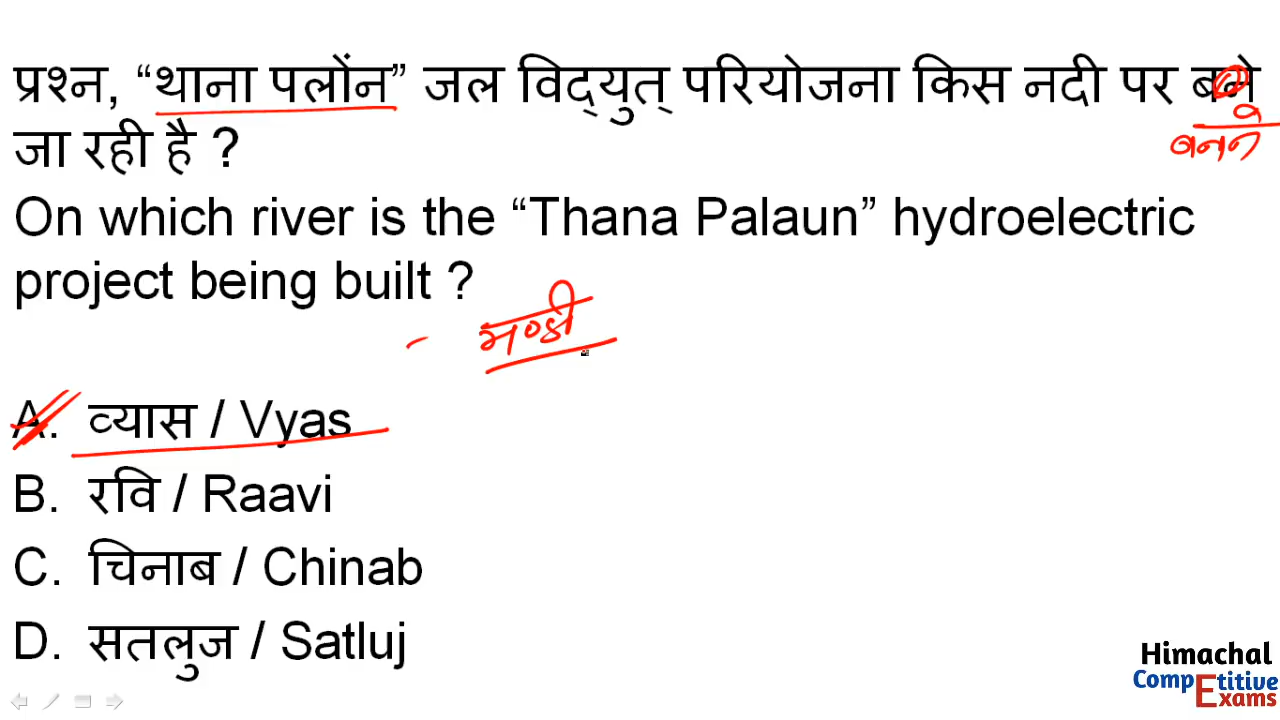 प्रश्न, “थाना पलोंन” जल विद्युत् परियोजना किस नदी पर बने
बनने
जा रही है ?
On which river is the “Thana Palaun” hydroelectric
project being built ?
मण्डी
A. व्यास / Vyas
B. रवि / Raavi
C. चिनाब / Chinab
D. सतलुज / Satluj
Himachal
CompEtitive
Exams